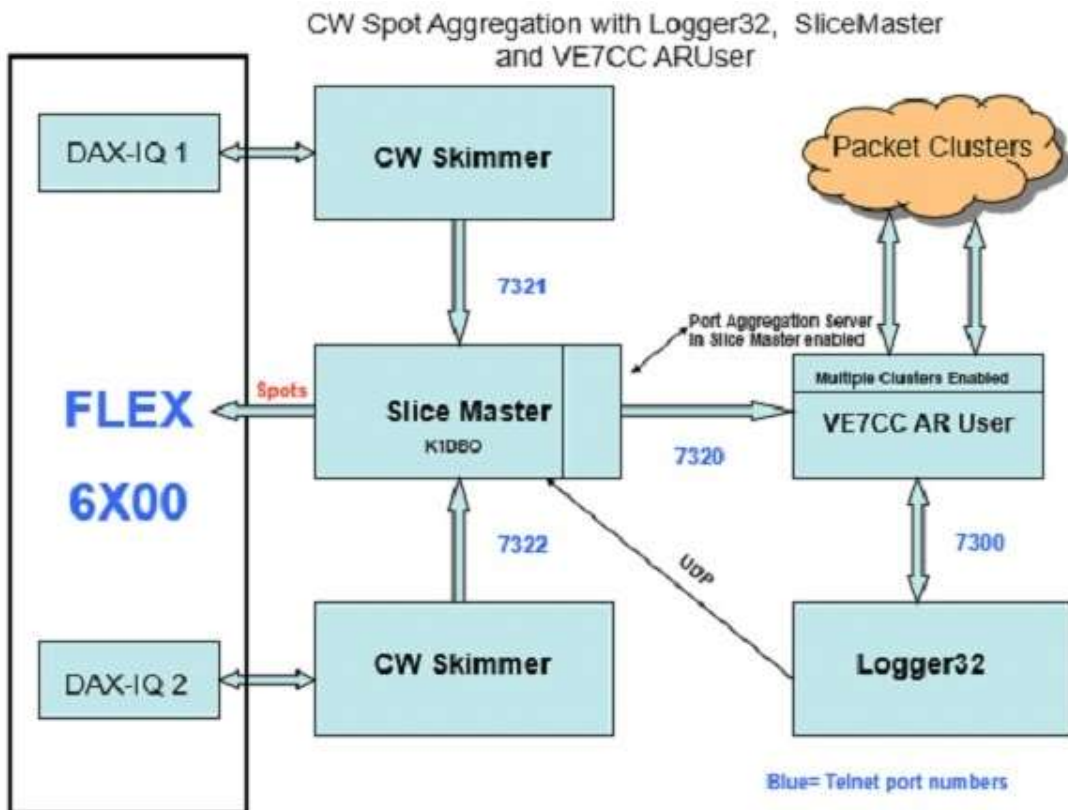 CW Spot Aggregation with Logger32, SliceMaster
and VE7CC ARUser
DAX-IQ 1
CW Skimmer
Packet Clusters
7321
Port Aggregation Server
in Slice Master enabled
Multiple Clusters Enabled
VE7CC AR User
FLEX
6X00
Spots
Slice Master
K1DBO
7320
7322
UDP
7300
DAX-IQ 2
CW Skimmer
Logger32
Blue= Telnet port numbers